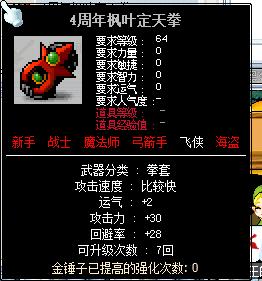 4周年枫叶定天拳
要求等级 : 64
要求力量 : 0
要求敏捷 : 0
要求智力 : 0
要求运气 : 0
要求人气度 : -
道具等级 : -
道具经验值 : -
新手 战士 魔法师 弓箭手 飞侠 海盗
武器分类 : 拳套
攻击速度 : 比较快
运气 : +2
攻击力 : +30
回避率 : +28
可升级次数 : 7回
金锤子已提高的强化次数: 0